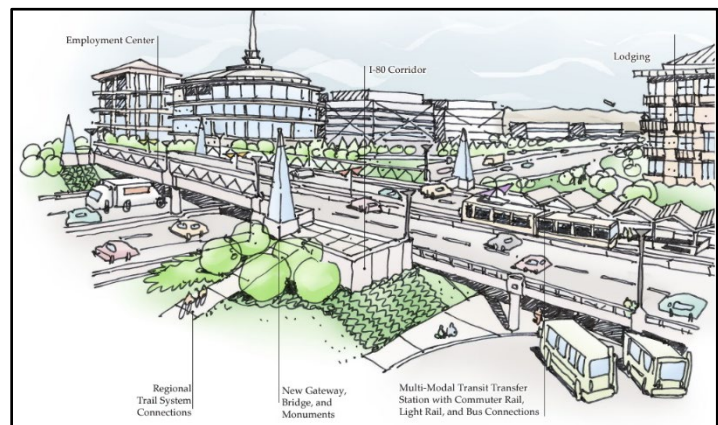 Employment Center
I-80 Corridor
Lodging
Regional
Trail System
Connections
New Gateway,
Bridge, and
Monuments
Multi-Modal Transit Transfer
Station with Commuter Rail,
Light Rail, and Bus Connections